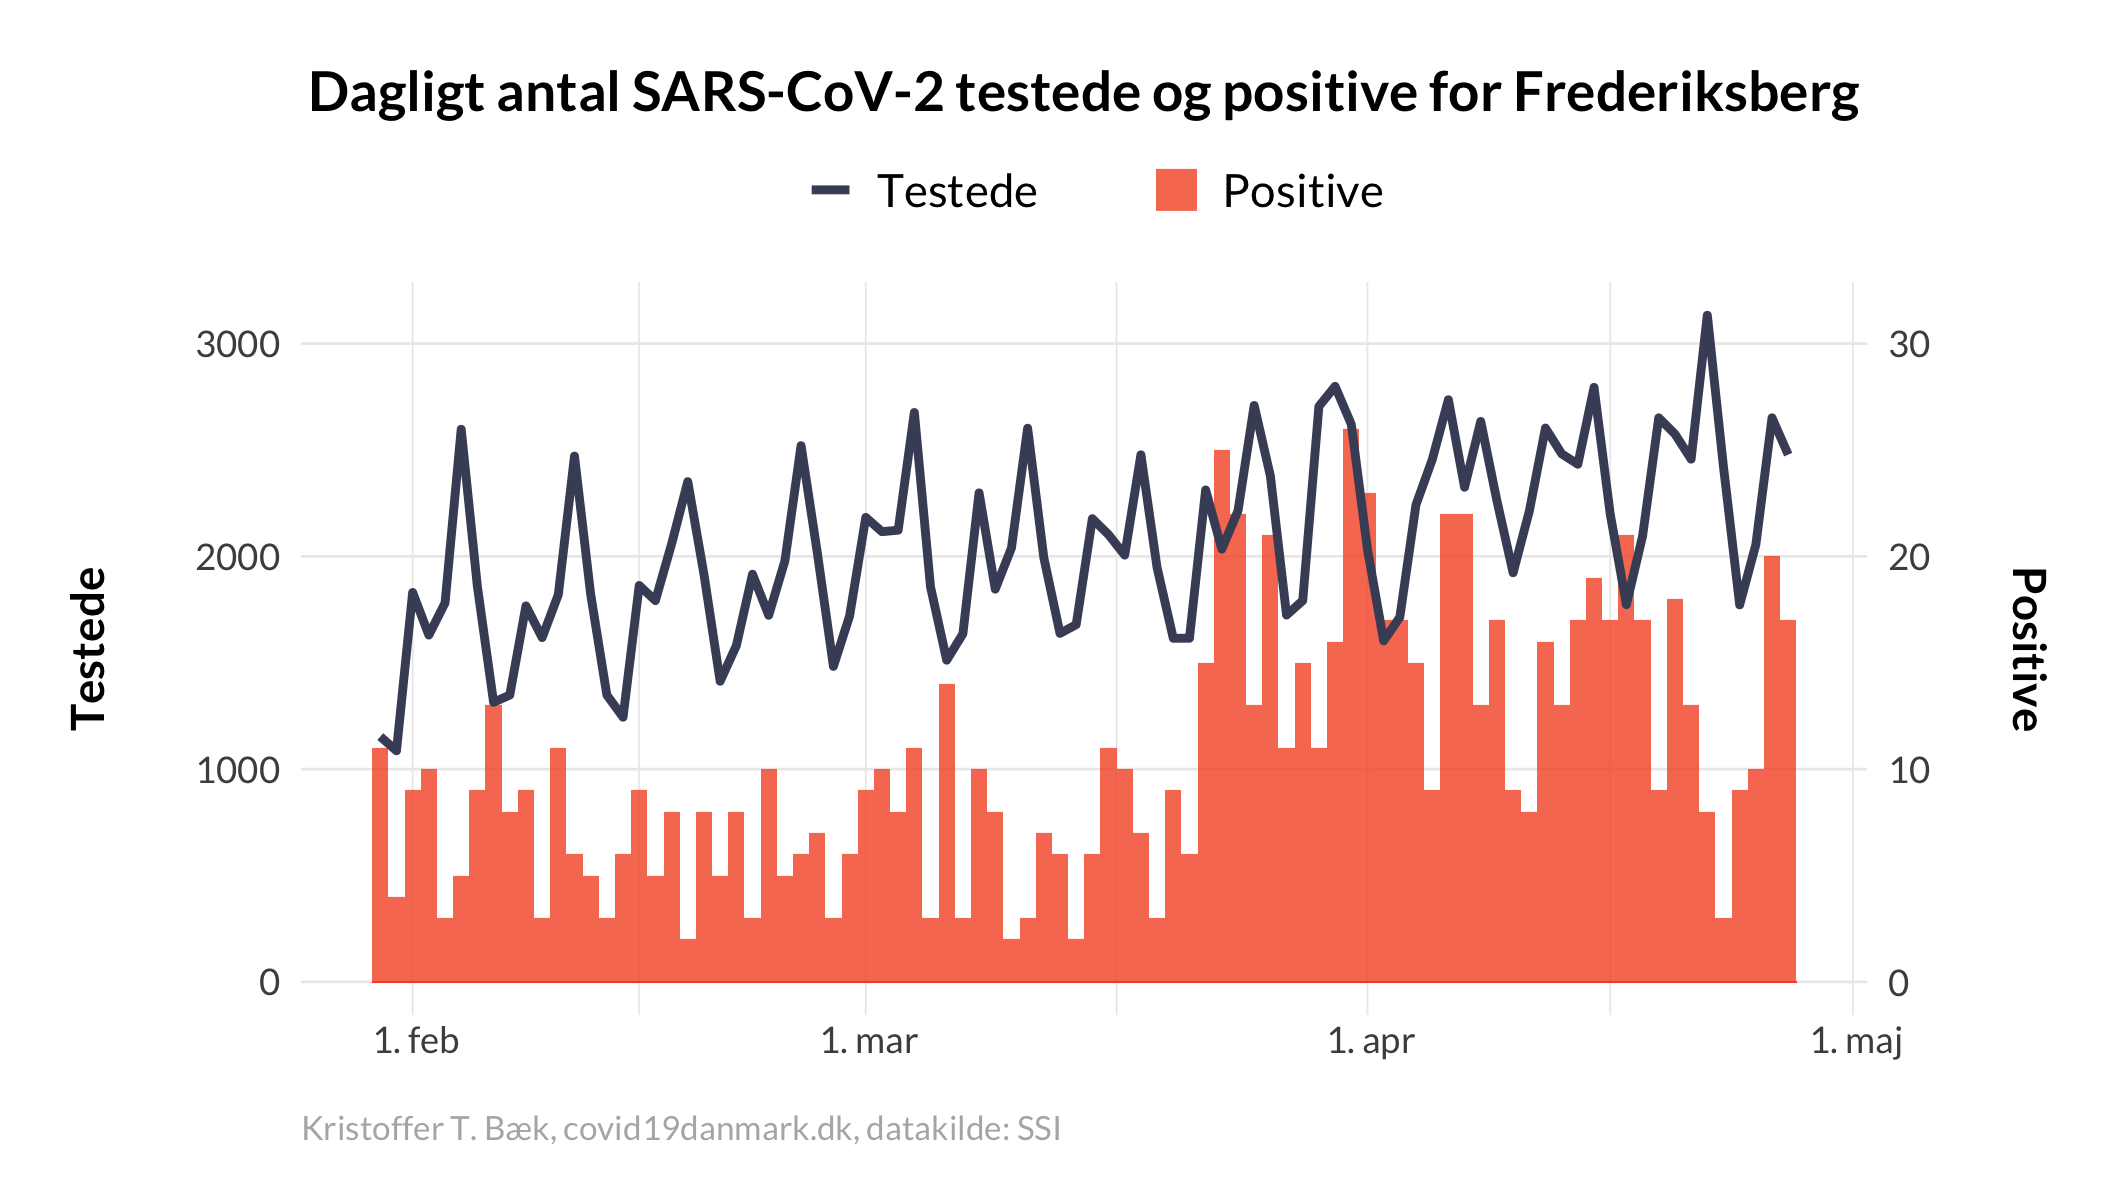 Dagligt antal SARS-CoV-2 testede og positive for Frederiksberg
Testede
Positive
3000
2000
1000
0
30
20
10
0
Testede
Positive
1. feb
1. mar
1. apr
1. maj
Kristoffer T. Bæk, covid19danmark.dk, datakilde: SSI